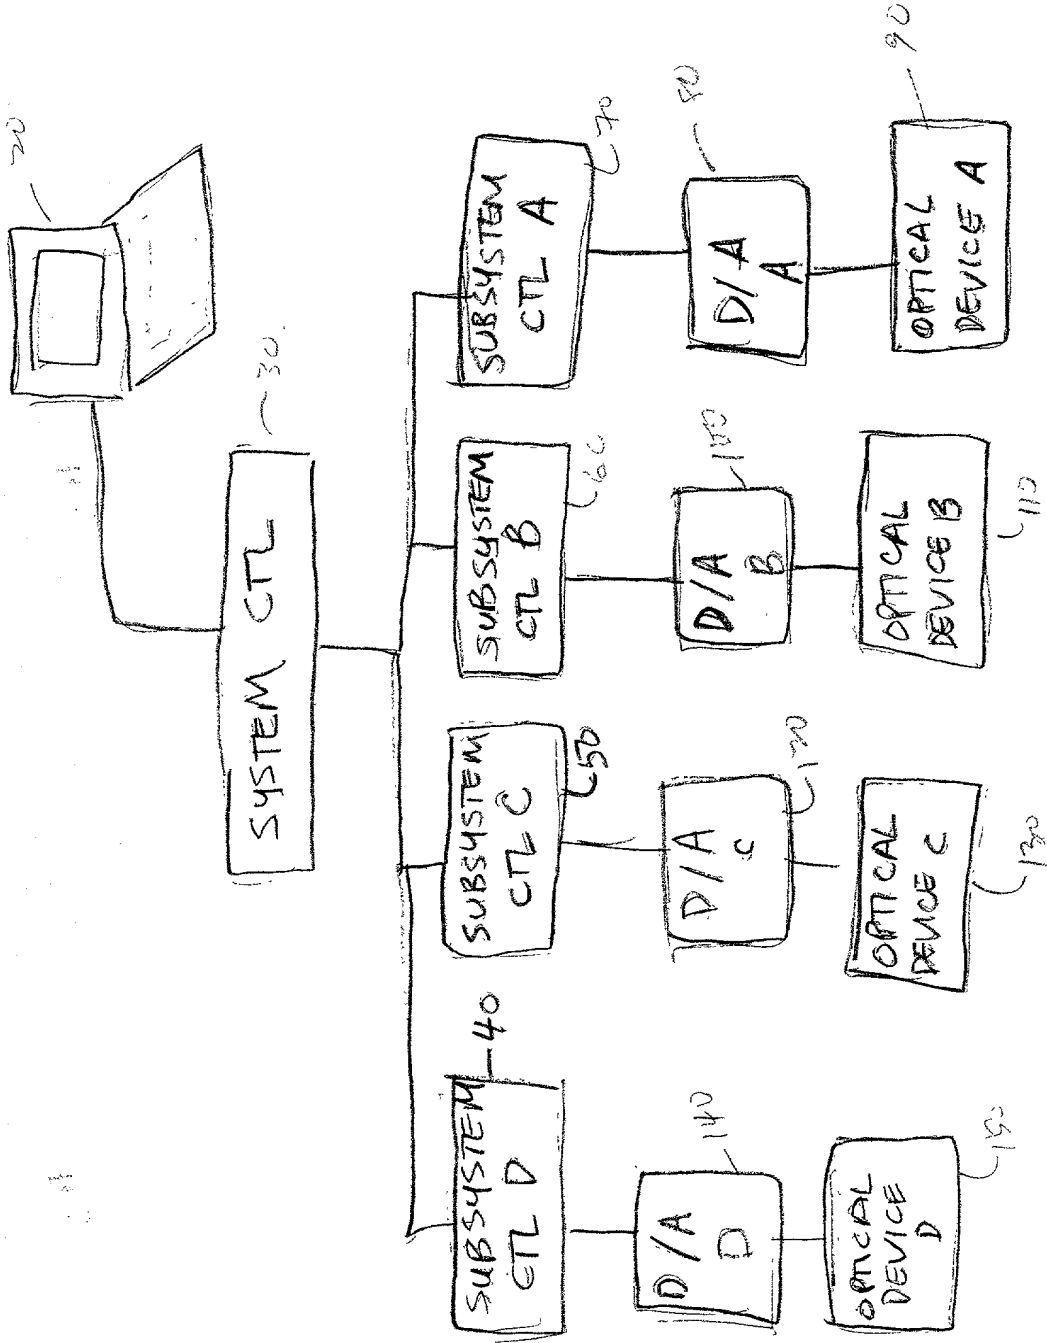 20
SYSTEM CTL
30
SUBSYSTEM
CTL D
40
SUBSYSTEM
CTL C
50
SUBSYSTEM
CTL B
60
SUBSYSTEM
CTL A
70
D/A
D
140
D/A
C
120
D/A
B
100
D/A
A
80
OPTICAL
DEVICE
D
150
OPTICAL
DEVICE C
130
OPTICAL
DEVICE B
110
OPTICAL
DEVICE A
90